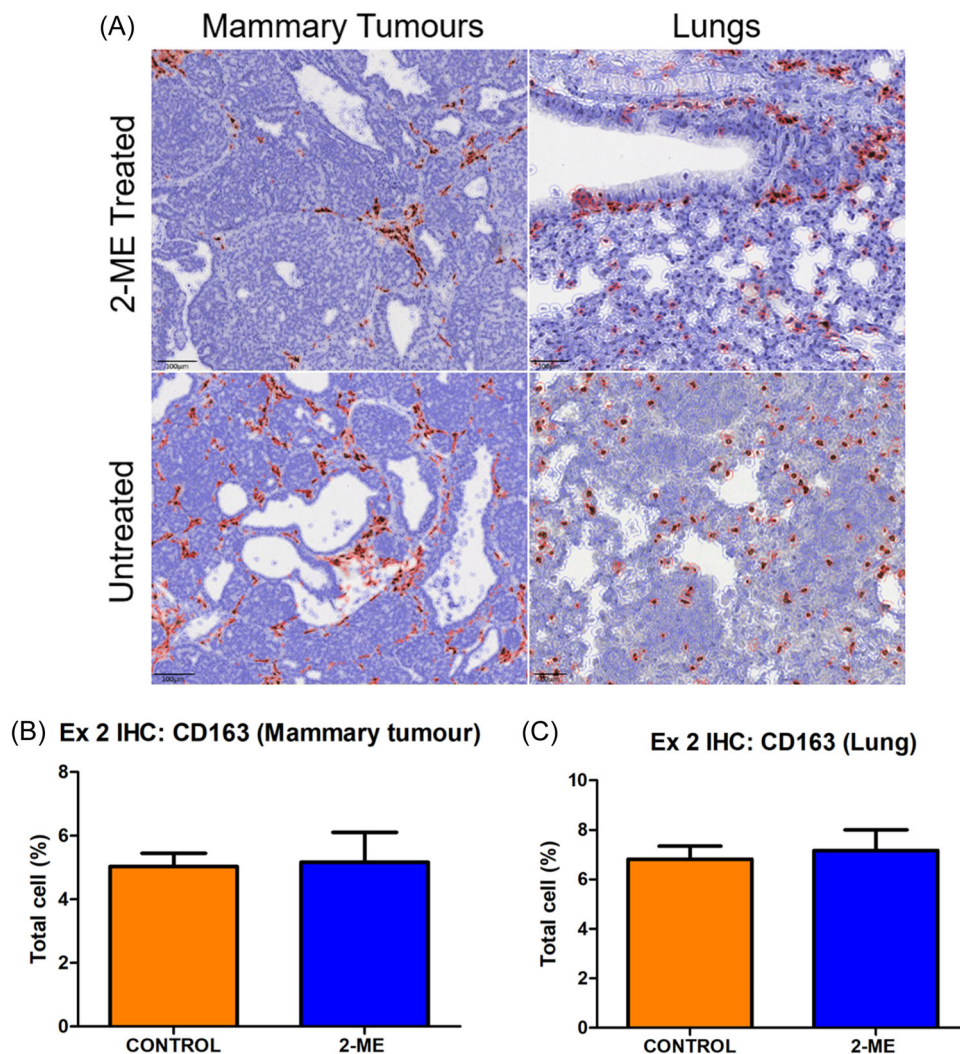 (A) Mammary Tumours Lungs
2-ME Treated
100μm
Untreated
100μm
(B) Ex 2 IHC: CD163 (Mammary tumour)
Total cell (%)
8
6
4
2
0
CONTROL 2-ME
(C) Ex 2 IHC: CD163 (Lung)
Total cell (%)
10
8
6
4
2
0
CONTROL 2-ME